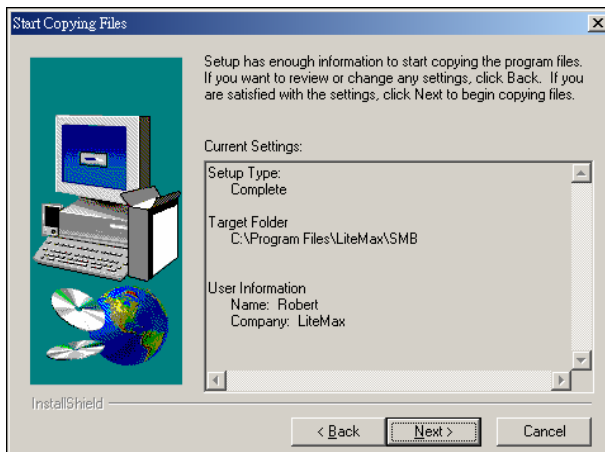 Start Copying Files
Setup has enough information to start copying the program files.
If you want to review or change any settings, click Back. If you
are satisfied with the settings, click Next to begin copying files.
Current Settings:
Setup Type:
Complete
Target Folder
C:\Program Files\LiteMax\SMB
User Information
Name: Robert
Company: LiteMax
InstallShield
< Back
Next >
Cancel